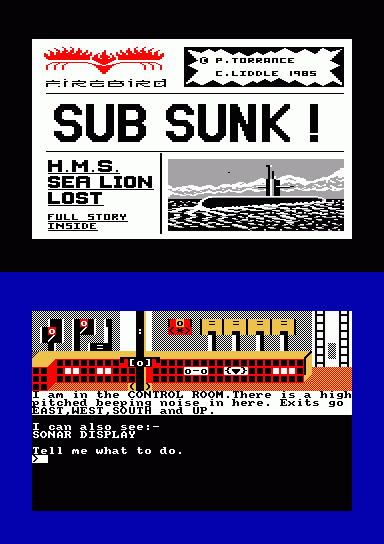 © P.TORRANCE
C.LIDDLE 1985
FIREBIRD
SUB SUNK !
H.M.S.
SEA LION
LOST
FULL STORY
INSIDE
[o]
o-o
I am in the CONTROL ROOM.There is a high
pitched beeping noise in here. Exits go
EAST,WEST,SOUTH and UP.
I can also see:-
SONAR DISPLAY
Tell me what to do.
>